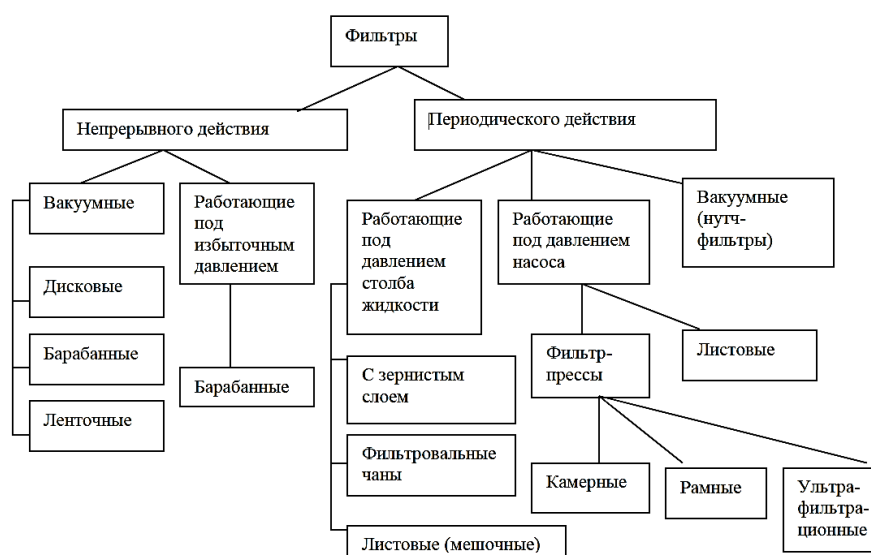 Фильтры
Непрерывного действия
Периодического действия
Вакуумные
Работающие
под
избыточным
давлением
Работающие
под
давлением
столба
жидкости
Работающие
под давлением
насоса
Вакуумные
(нутч-
фильтры)
Дисковые
Барабанные
Ленточные
Барабанные
С зернистым
слоем
Фильтровальные
чаны
Листовые (мешочные)
Фильтр-
прессы
Листовые
Камерные
Рамные
Ультра-
фильтра-
ционные